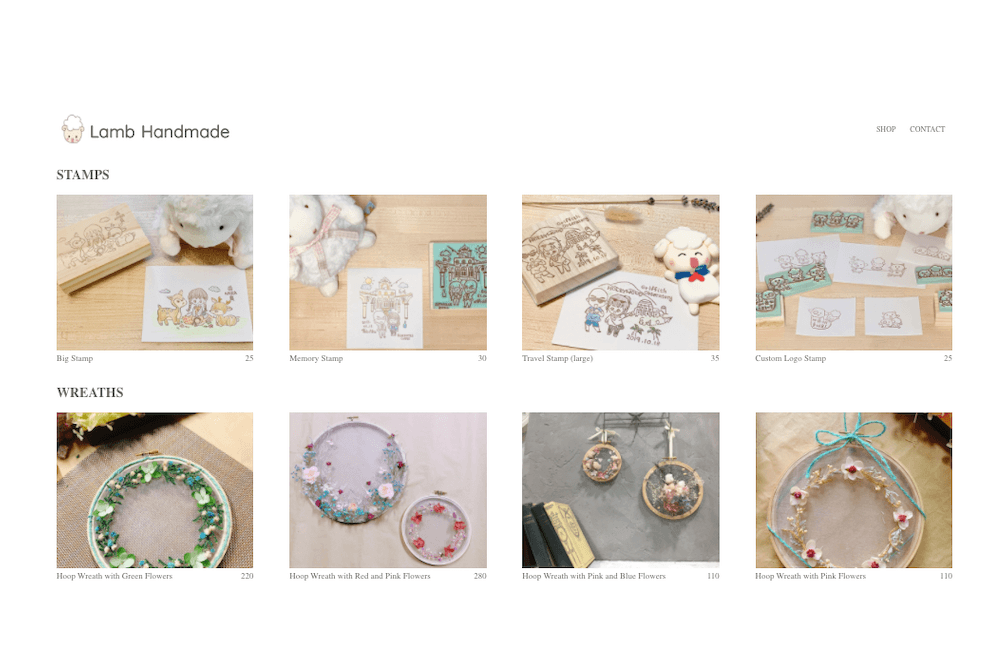 Lamb Handmade
SHOP CONTACT
STAMPS
Big Stamp 25
Memory Stamp 30
Travel Stamp (large) 35
Custom Logo Stamp 25
WREATHS
Hoop Wreath with Green Flowers 220
Hoop Wreath with Red and Pink Flowers 280
Hoop Wreath with Pink and Blue Flowers 110
Hoop Wreath with Pink Flowers 110